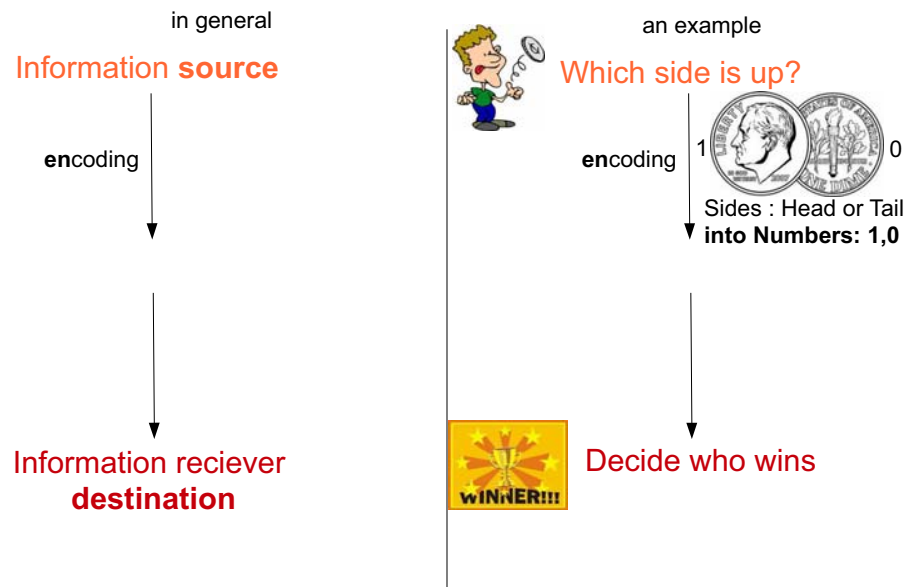 in general
Information source
encoding
Information reciever
destination
an example
Which side is up?
encoding
1
LIBERTY
0
Sides : Head or Tail
into Numbers: 1,0
WINNER!!!
Decide who wins